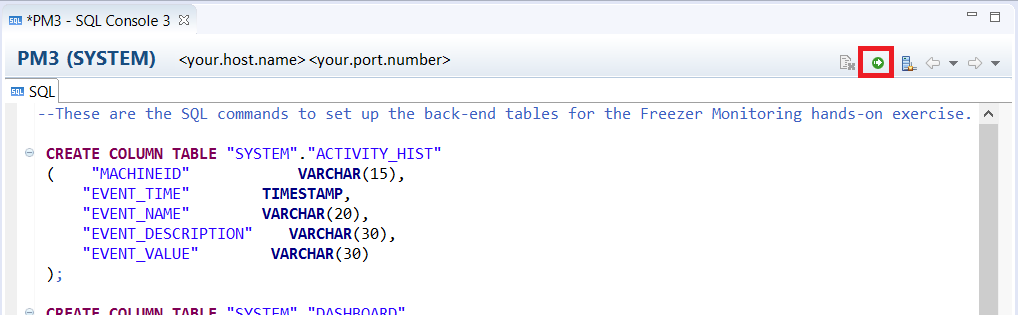 *PM3 - SQL Console 3
PM3 (SYSTEM) <your.host.name> <your.port.number>
SQL
--These are the SQL commands to set up the back-end tables for the Freezer Monitoring hands-on exercise.
CREATE COLUMN TABLE "SYSTEM"."ACTIVITY_HIST"
( "MACHINEID" VARCHAR(15),
"EVENT_TIME" TIMESTAMP,
"EVENT_NAME" VARCHAR(20),
"EVENT_DESCRIPTION" VARCHAR(30),
"EVENT_VALUE" VARCHAR(30)
);
CREATE COLUMN TABLE "SYSTEM"."DASHBOARD"